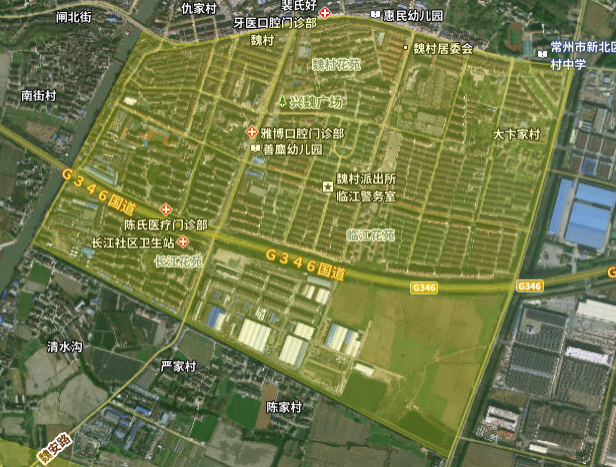 仇家村
裴氏好
牙医口腔门诊部
惠民幼儿园
闸北街
魏村
魏村居委会
常州市新北区
村中学
魏村花苑
南街村
兴魏广场
雅博口腔门诊部
大卞家村
善麋幼儿园
魏村派出所
临江警务室
G346国道
陈氏医疗门诊部
长江社区卫生站
临江花苑
长江花苑
G346国道
G346
G346
清水沟
严家村
陈家村
魏安路